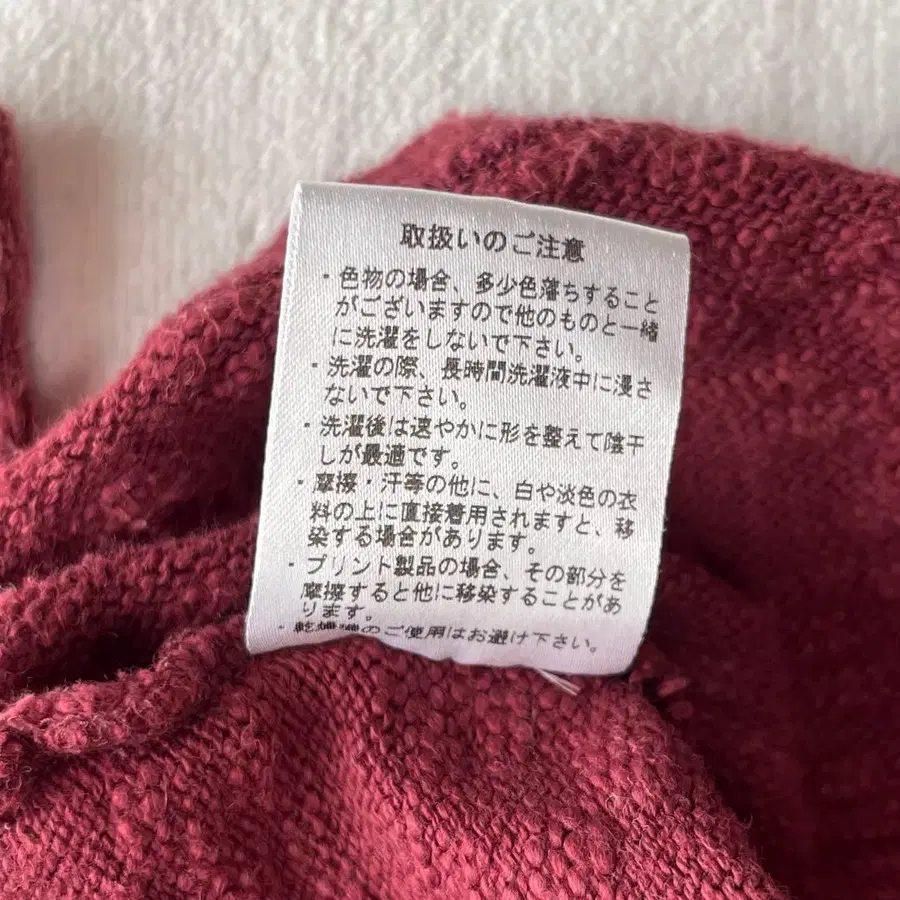 取扱いのご注意
・色物の場合、多少色落ちすること
がございますので他のものと一緒
に洗濯をしないで下さい。
・洗濯の際、長時間洗濯液中に浸さ
ないで下さい。
・洗濯後は速やかに形を整えて陰干
しが最適です。
・摩擦・汗等の他に、白や淡色の衣
料の上に直接着用されますと、移
染する場合があります。
・プリント製品の場合、その部分を
摩擦すると他に移染することがあ
ります。
・乾燥機のご使用はお避け下さい。